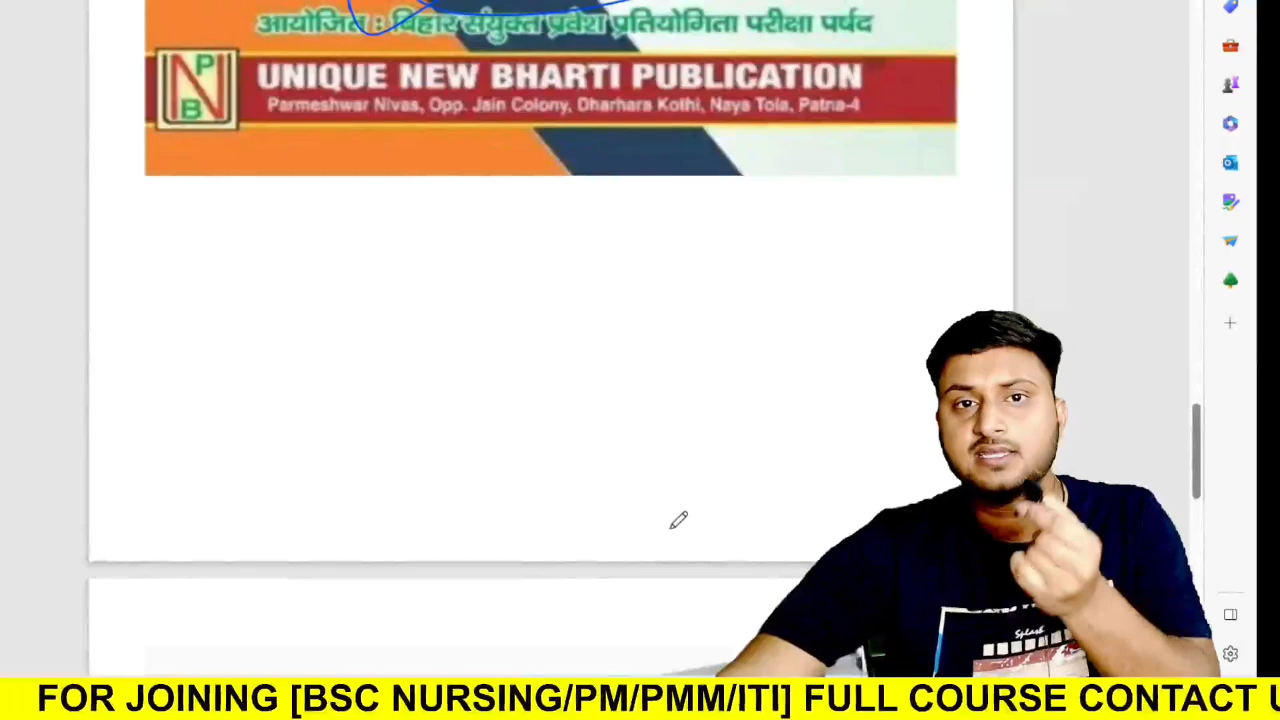 आयोजित : बिहार संयुक्त प्रवेश प्रतियोगिता परीक्षा पर्षद
N P B
UNIQUE NEW BHARTI PUBLICATION
Parmeshwar Nivas, Opp. Jain Colony, Dharhara Kothi, Naya Tola, Patna-4
Splash
FOR JOINING [BSC NURSING/PM/PMM/ITI] FULL COURSE CONTACT U